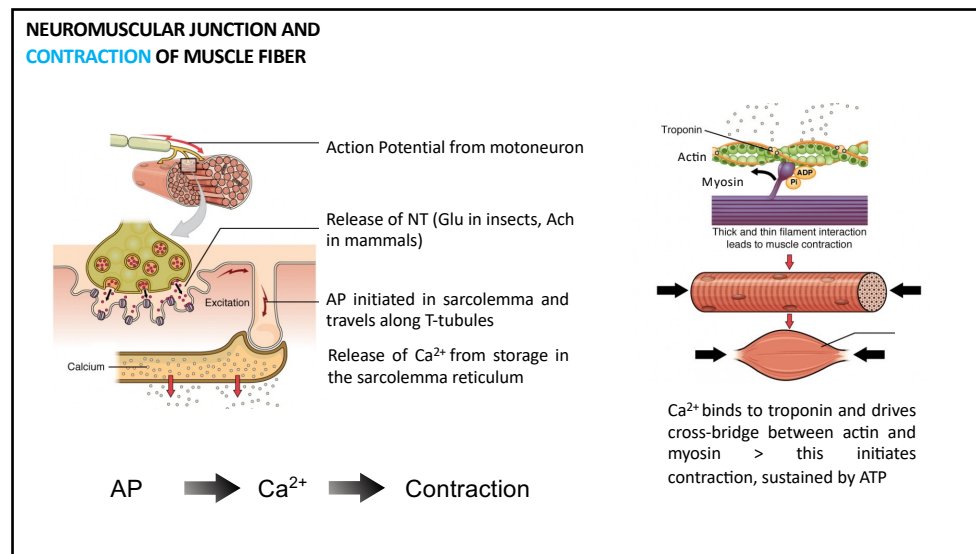 NEUROMUSCULAR JUNCTION AND
CONTRACTION OF MUSCLE FIBER
Action Potential from motoneuron
Release of NT (Glu in insects, Ach
in mammals)
Excitation
AP initiated in sarcolemma and
travels along T-tubules
Calcium
Release of Ca²⁺ from storage in
the sarcolemma reticulum
AP
Ca²⁺
Contraction
Troponin
Actin
ADP
Pi
Myosin
Thick and thin filament interaction
leads to muscle contraction
Ca²⁺ binds to troponin and drives
cross-bridge between actin and
myosin > this initiates
contraction, sustained by ATP